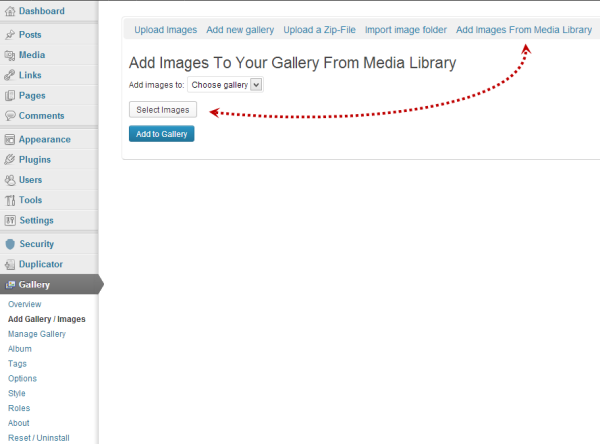 Dashboard
Posts
Media
Links
Pages
Comments
Appearance
Plugins
Users
Tools
Settings
Security
Duplicator
Gallery
Overview
Add Gallery / Images
Manage Gallery
Album
Tags
Options
Style
Roles
About
Reset / Uninstall
Upload Images Add new gallery Upload a Zip-File Import image folder Add Images From Media Library
Add Images To Your Gallery From Media Library
Add images to: Choose gallery
Select Images
Add to Gallery